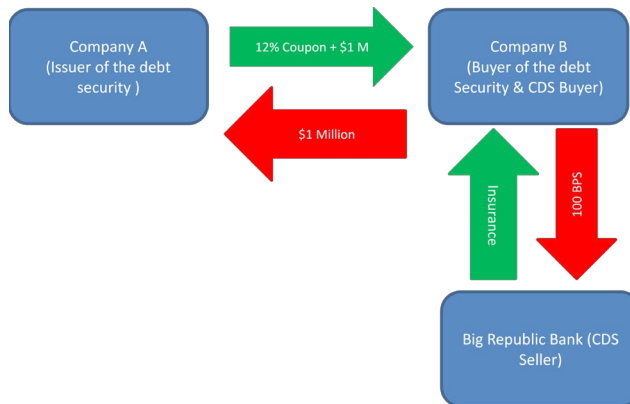 Company A
(Issuer of the debt
security )
12% Coupon + $1 M
Company B
(Buyer of the debt
Security & CDS Buyer)
$1 Million
Insurance
100 BPS
Big Republic Bank (CDS
Seller)